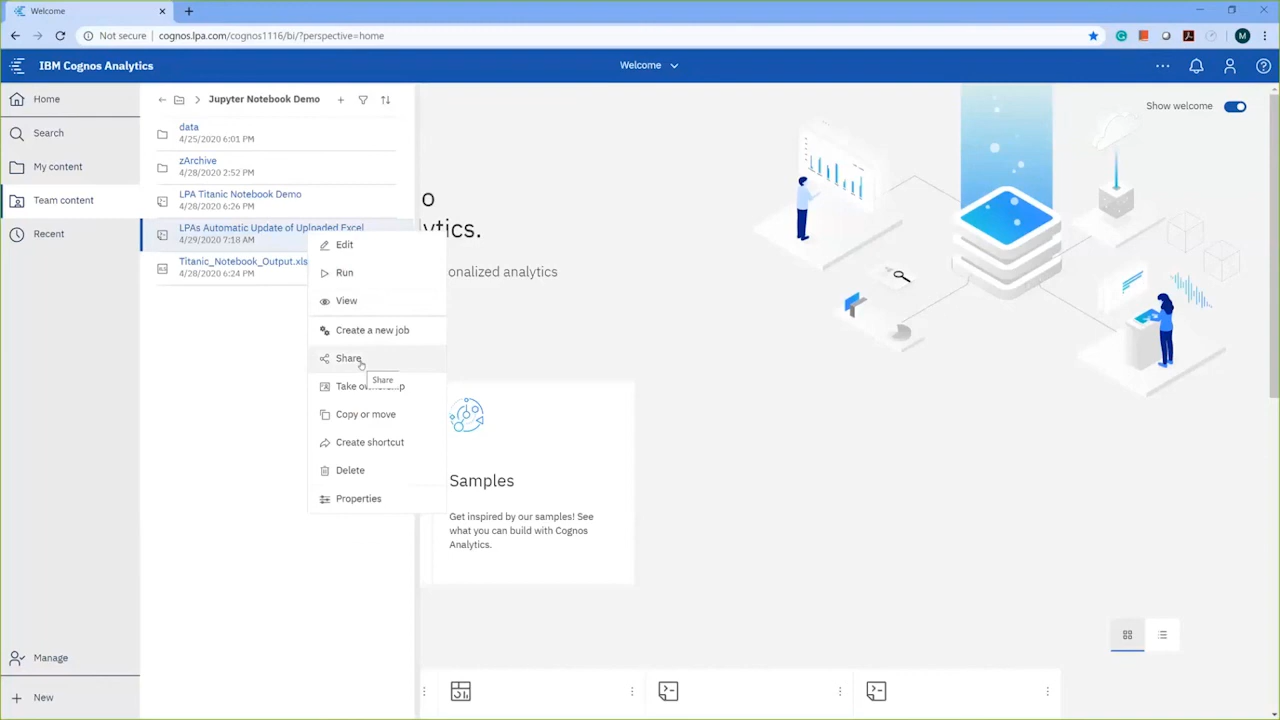 Welcome
Not secure
cognos.lpa.com/cognos1116/bi/?perspective=home
M
IBM Cognos Analytics
Welcome
Home
Search
My content
Team content
Recent
Manage
New
Jupyter Notebook Demo
data
4/25/2020 6:01 PM
zArchive
4/28/2020 2:52 PM
LPA Titanic Notebook Demo
4/28/2020 6:26 PM
LPAs Automatic Update of Uploaded Excel
4/29/2020 7:18 AM
Titanic_Notebook_Output.xls
4/28/2020 6:24 PM
Edit
Run
View
Create a new job
Share
Share
Take
Copy or move
Create shortcut
Delete
Properties
Show welcome
Samples
Get inspired by our samples! See
what you can build with Cognos
Analytics.